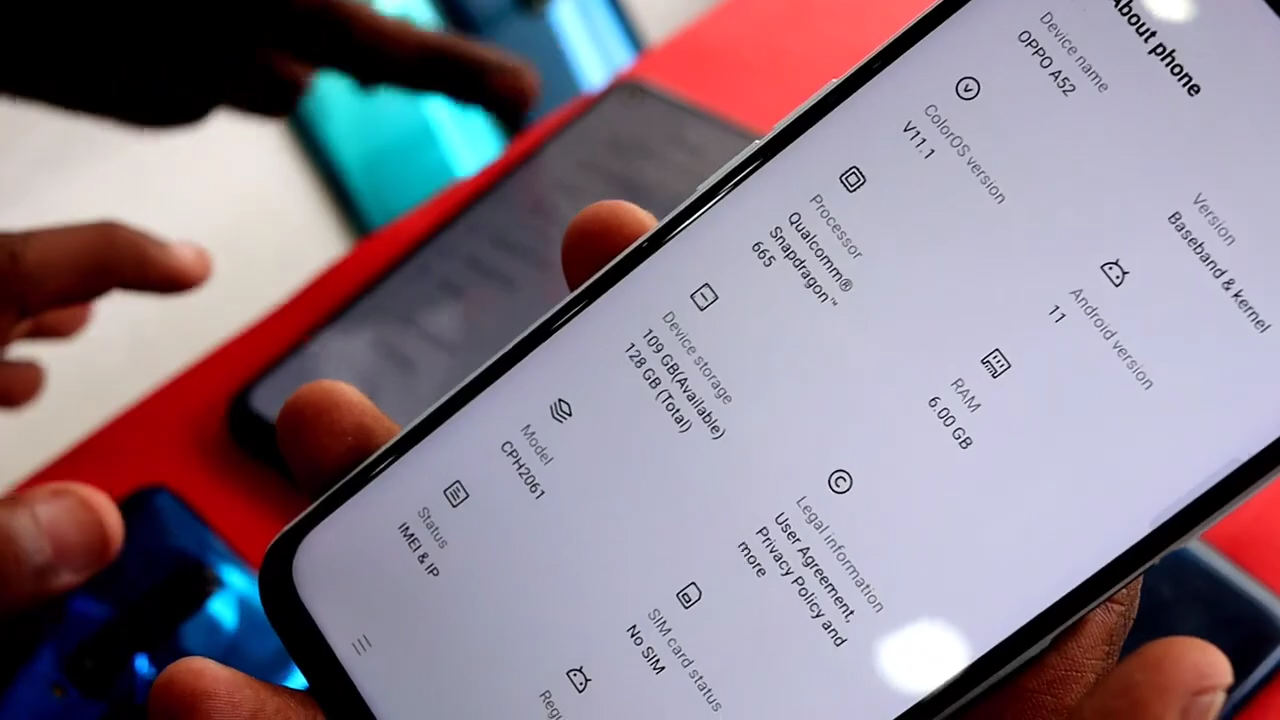 About phone
Device name
OPPO A52
ColorOS version
V11.1
Version
Baseband & kernel
Processor
Qualcomm®
Snapdragon™
665
Android version
11
Device storage
109 GB(Available)
128 GB (Total)
RAM
6.00 GB
Model
CPH2061
Legal information
User Agreement,
Privacy Policy and
more
Status
IMEI & IP
SIM card status
No SIM